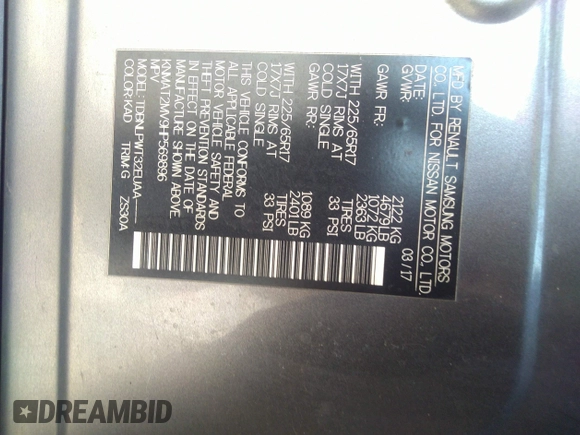 MFD BY RENAULT SAMSUNG MOTORS
CO., LTD. FOR NISSAN MOTOR CO., LTD.
DATE: 03/17
GVWR: 2122 KG
4679 LB
GAWR FR: 1072 KG
2363 LB
WITH 225/65R17 TIRES
17X7J RIMS AT 33 PSI
COLD SINGLE
GAWR RR: 1089 KG
2401 LB
WITH 225/65R17 TIRES
17X7J RIMS AT 33 PSI
COLD SINGLE
THIS VEHICLE CONFORMS TO
ALL APPLICABLE FEDERAL
MOTOR VEHICLE SAFETY AND
THEFT PREVENTION STANDARDS
IN EFFECT ON THE DATE OF
MANUFACTURE SHOWN ABOVE
KNMAT2MV3HP569896
MPV
MODEL: TDBNLPWT32EUAA-----
COLOR: KAD TRIM: G ZS30A
DREAMBID